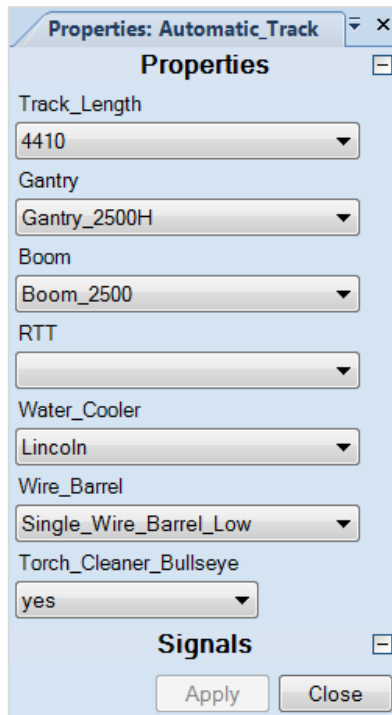 Properties: Automatic_Track
Properties
Track_Length
4410
Gantry
Gantry_2500H
Boom
Boom_2500
RTT
Water_Cooler
Lincoln
Wire_Barrel
Single_Wire_Barrel_Low
Torch_Cleaner_Bullseye
yes
Signals
Apply Close